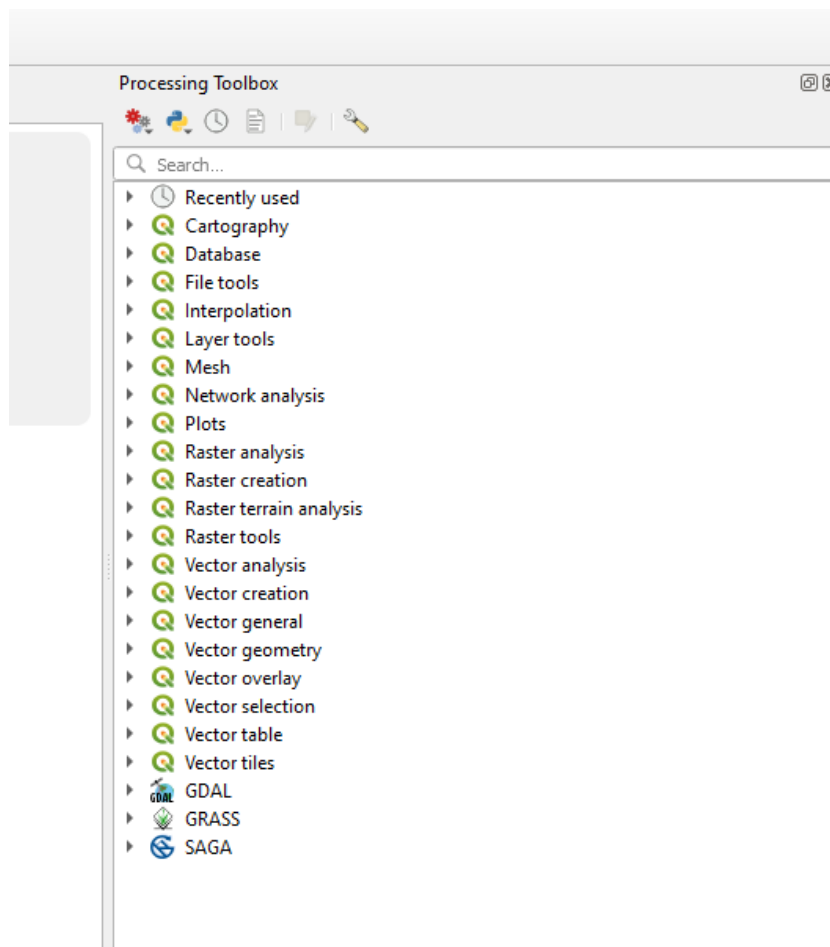 Processing Toolbox
Search...
Recently used
Cartography
Database
File tools
Interpolation
Layer tools
Mesh
Network analysis
Plots
Raster analysis
Raster creation
Raster terrain analysis
Raster tools
Vector analysis
Vector creation
Vector general
Vector geometry
Vector overlay
Vector selection
Vector table
Vector tiles
GDAL GDAL
GRASS
SAGA